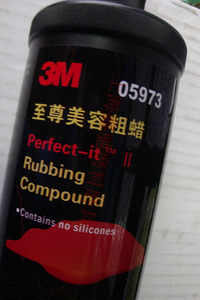 3M
05973
至尊美容粗蜡
Perfect-it™ II
Rubbing
Compound
•Contains no silicones